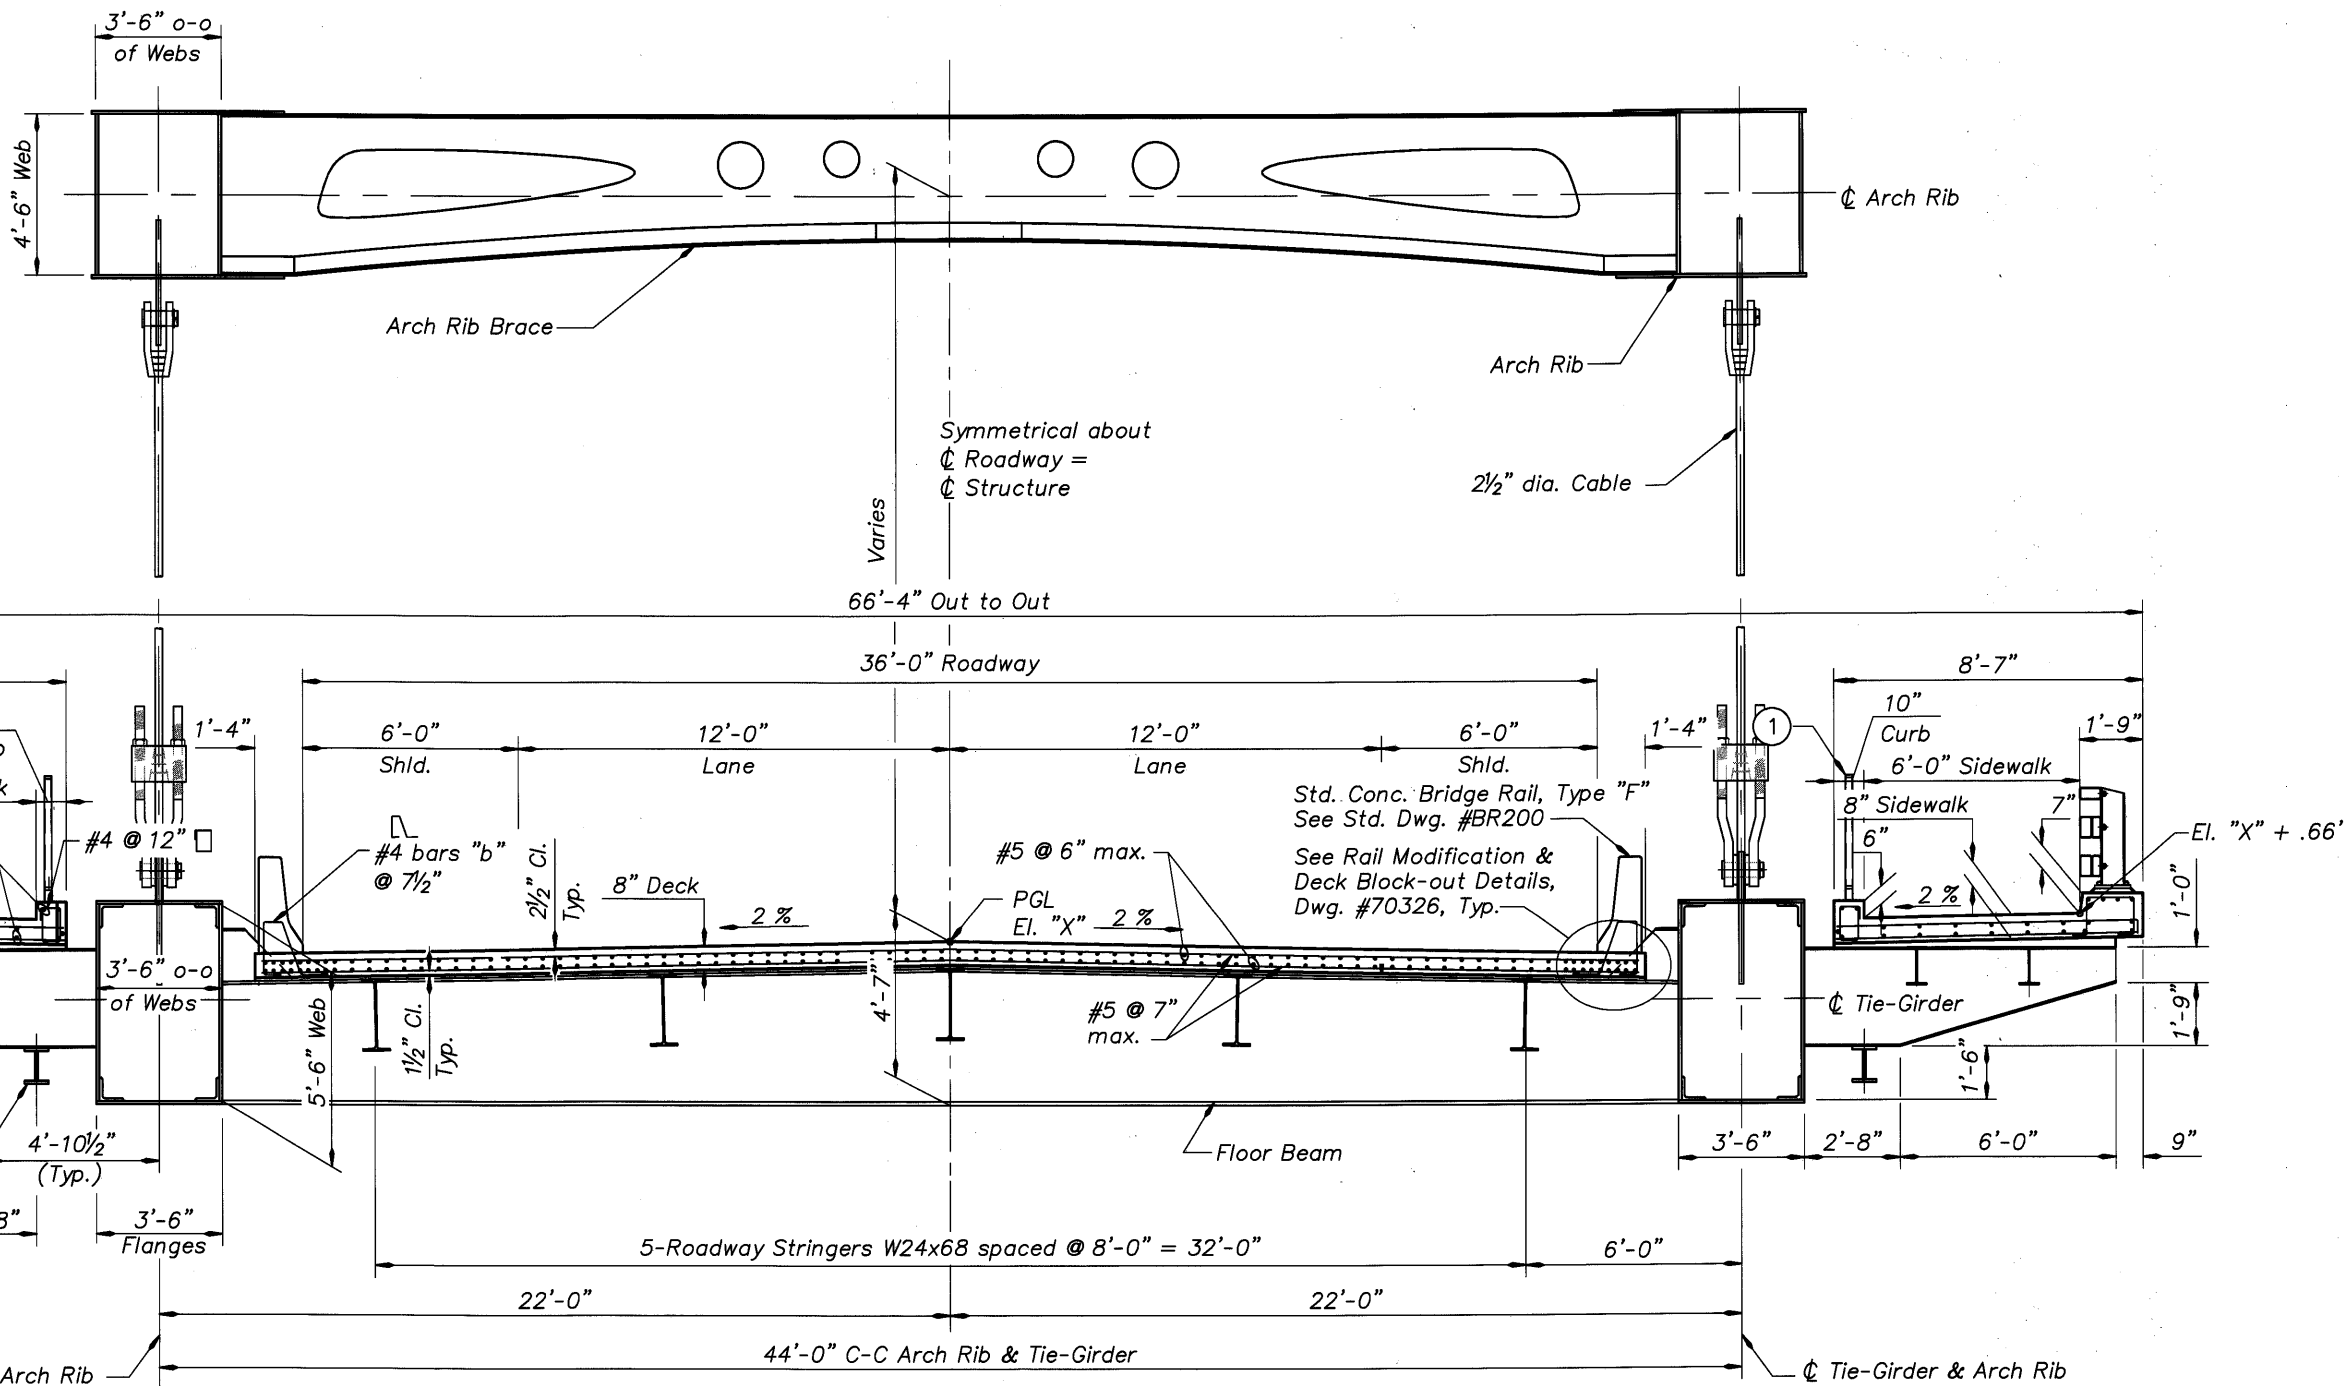 3'-6" o-o
of Webs
4'-6" Web
℄ Arch Rib
Arch Rib Brace
Arch Rib
Symmetrical about
℄ Roadway =
℄ Structure
2½" dia. Cable
Varies
66'-4" Out to Out
36'-0" Roadway
8'-7"
1'-4"
6'-0"
Shld.
12'-0"
Lane
12'-0"
Lane
6'-0"
Shld.
1'-4"
1
10"
Curb
1'-9"
6'-0" Sidewalk
8" Sidewalk
7"
6"
El. "X" + .66'
2 %
1'-0"
Std. Conc. Bridge Rail, Type "F"
See Std. Dwg. #BR200
See Rail Modification &
Deck Block-out Details,
Dwg. #70326, Typ.
#4 @ 12"
#4 bars "b"
@ 7½"
2½" Cl.
Typ.
8" Deck
2 %
#5 @ 6" max.
PGL
El. "X"
2 %
3'-6" o-o
of Webs
5'-6" Web
1½" Cl.
Typ.
4'-7"
#5 @ 7"
max.
℄ Tie-Girder
1'-9"
1'-6"
Floor Beam
4'-10½"
(Typ.)
3'-6"
2'-8"
6'-0"
9"
8"
3'-6"
Flanges
5-Roadway Stringers W24x68 spaced @ 8'-0" = 32'-0"
6'-0"
22'-0"
22'-0"
44'-0" C-C Arch Rib & Tie-Girder
Arch Rib
℄ Tie-Girder & Arch Rib